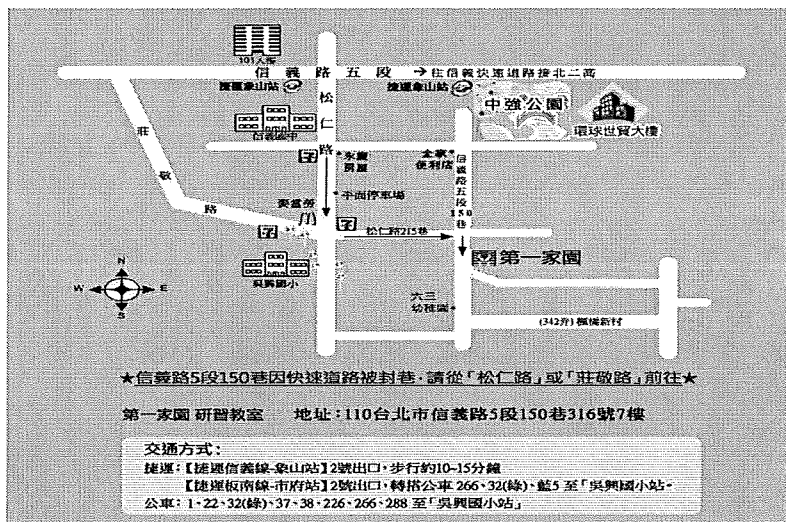 101大樓
信義路五段→往信義快速道路接北二高
捷運象山站
捷運象山站
松仁路
中強公園
環球世貿大樓
信義國中
莊敬路
永慶房屋
全家便利店
信義路五段150巷
平面停車場
麥當勞
松仁路215巷
第一家園
吳興國小
N
W E
S
六三幼稚園
(342弄) 楓橋新村
★信義路5段150巷因快速道路被封巷,請從「松仁路」或「莊敬路」前往★
第一家園 研習教室 地址:110台北市信義路5段150巷316號7樓
交通方式:
捷運:【捷運信義線-象山站】2號出口,步行約10-15分鐘
【捷運板南線-市府站】2號出口,轉搭公車 266、32(綠)、藍5 至「吳興國小站。
公車:1、22、32(綠)、37、38、226、266、288 至「吳興國小站」